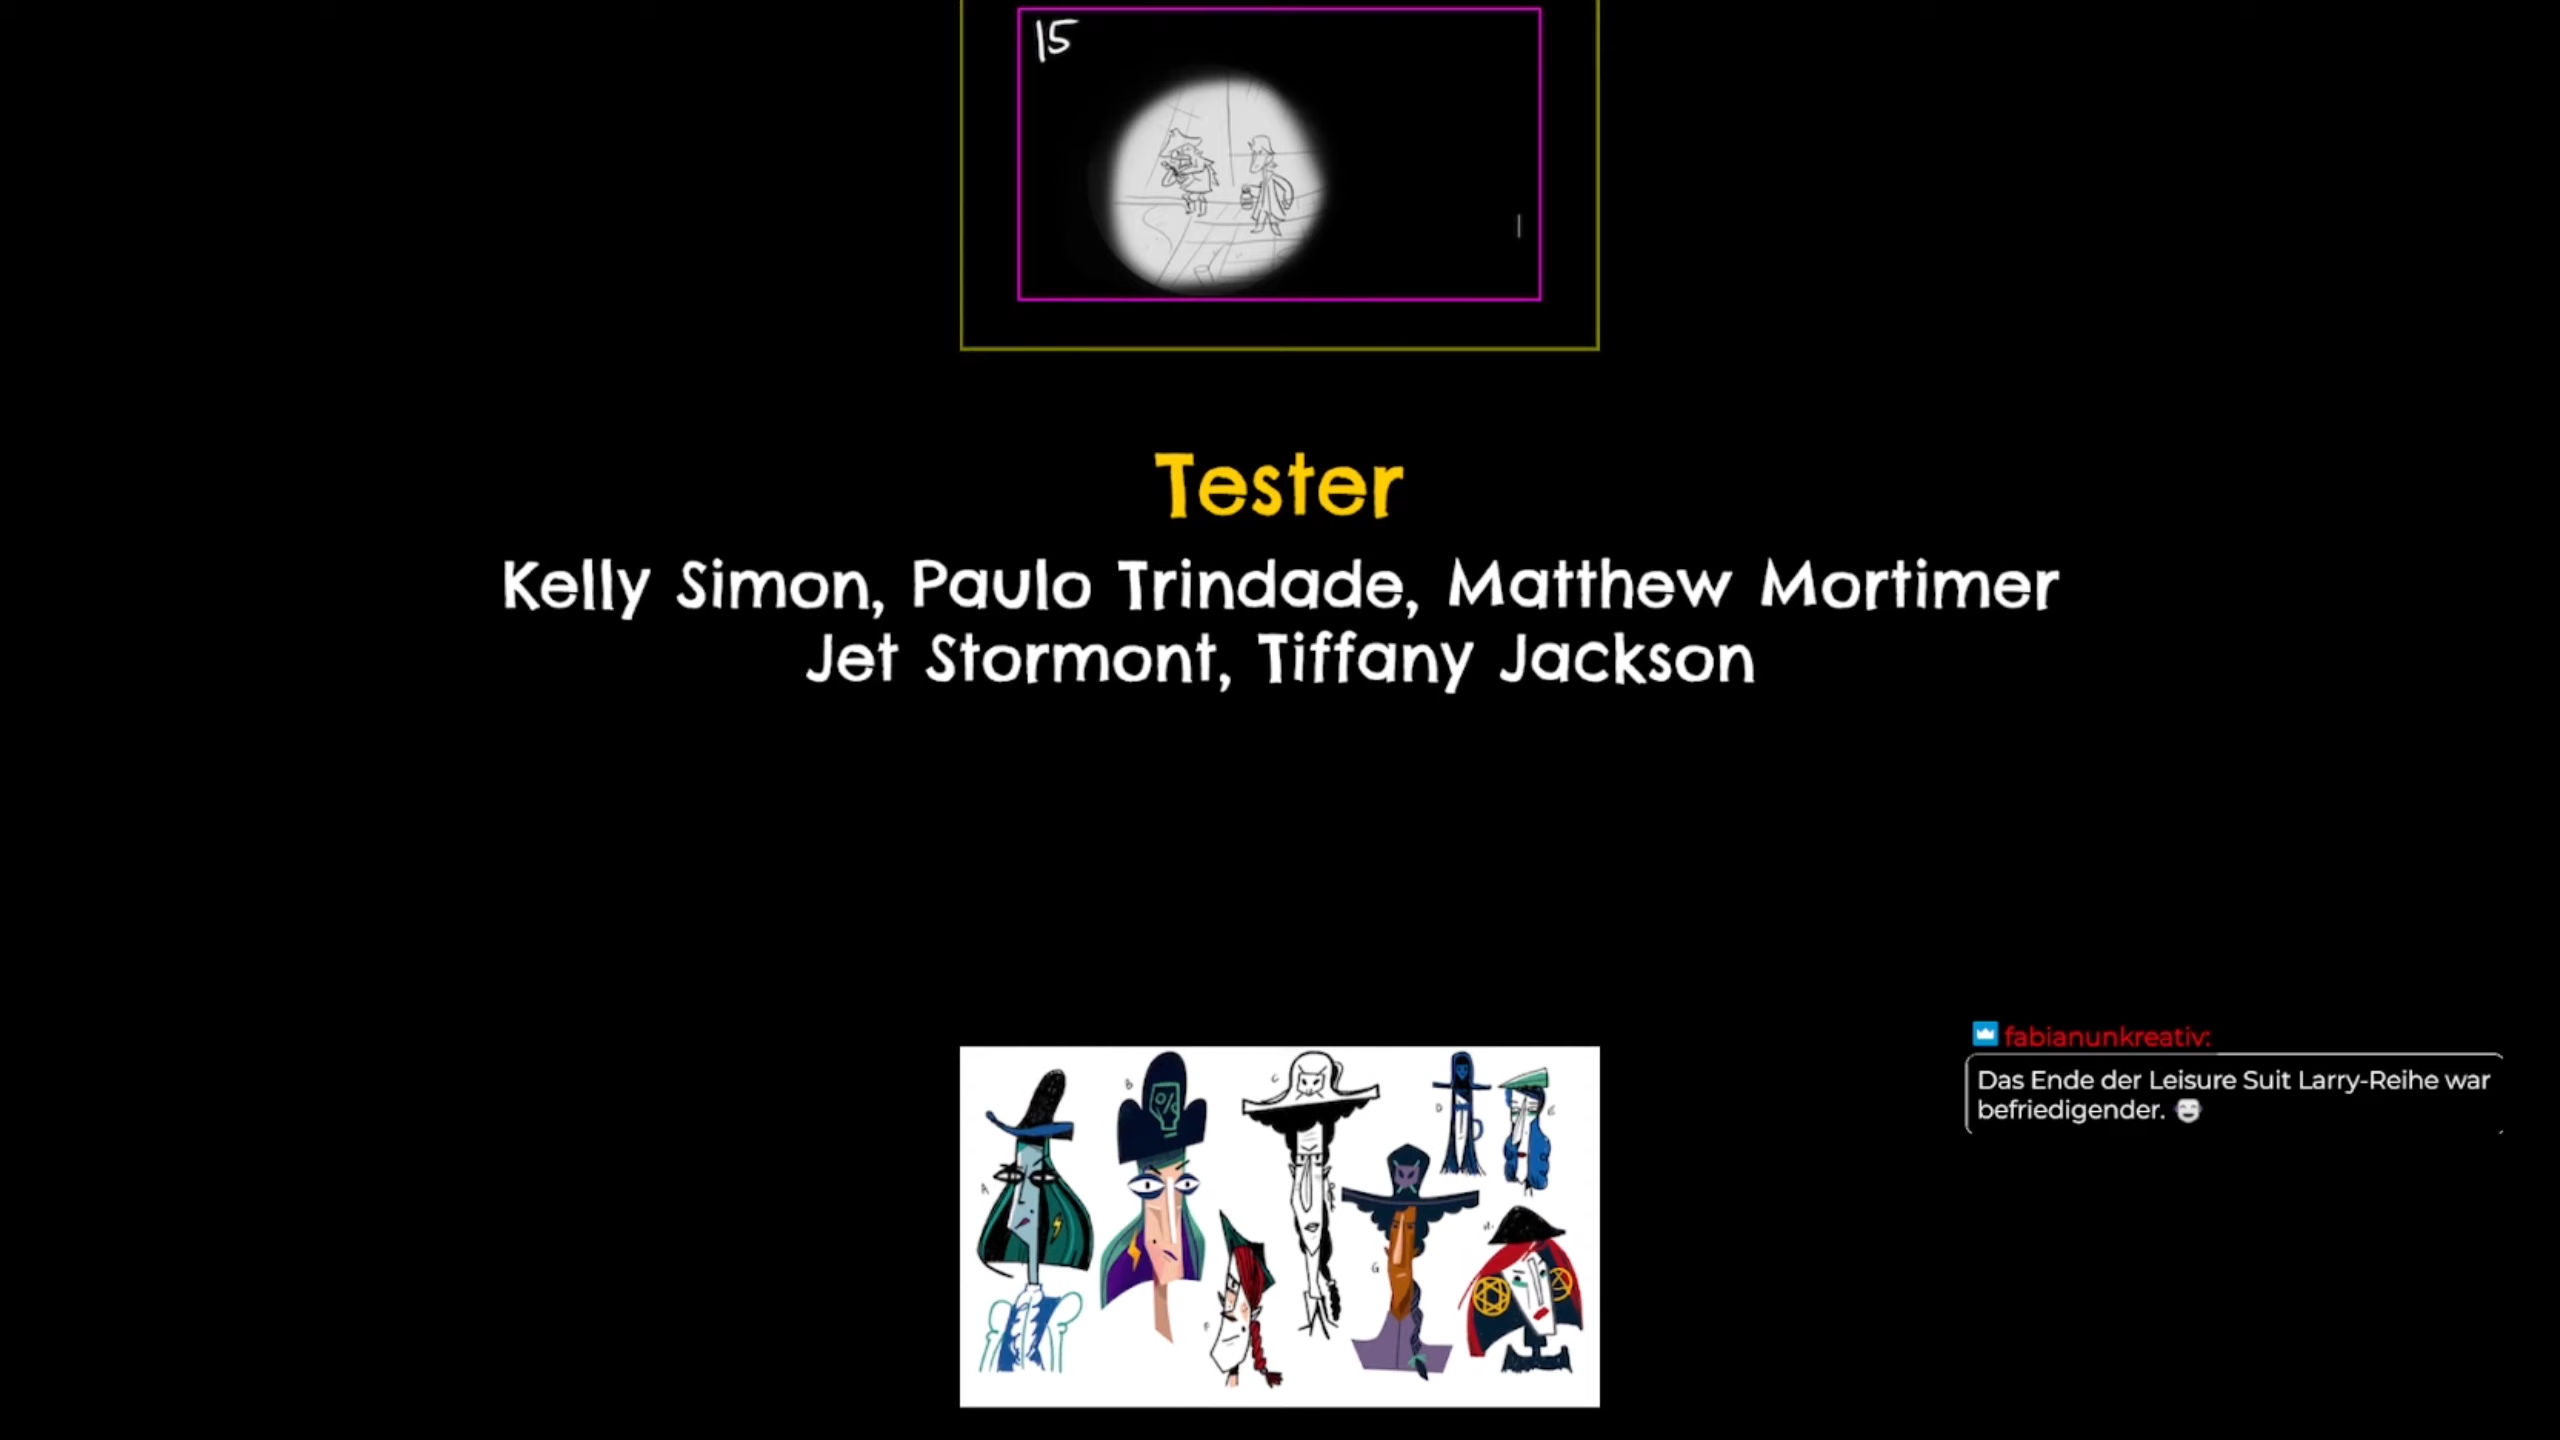 15
Tester
Kelly Simon, Paulo Trindade, Matthew Mortimer
Jet Stormont, Tiffany Jackson
fabianunkreativ:
Das Ende der Leisure Suit Larry-Reihe war
befriedigender.
A
B
C
D
E
F
G
H